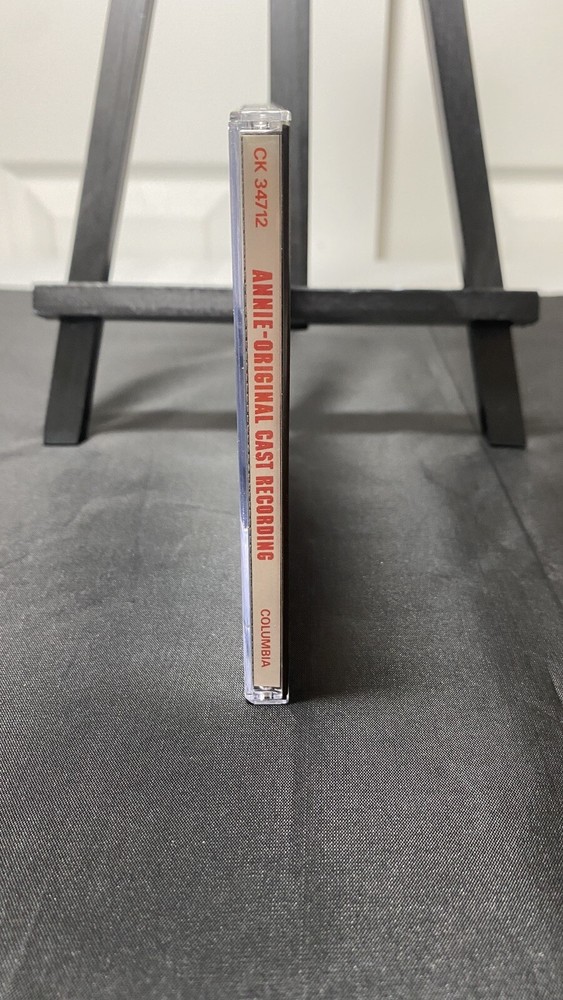 CK 34712
ANNIE-ORIGINAL CAST RECORDING
COLUMBIA